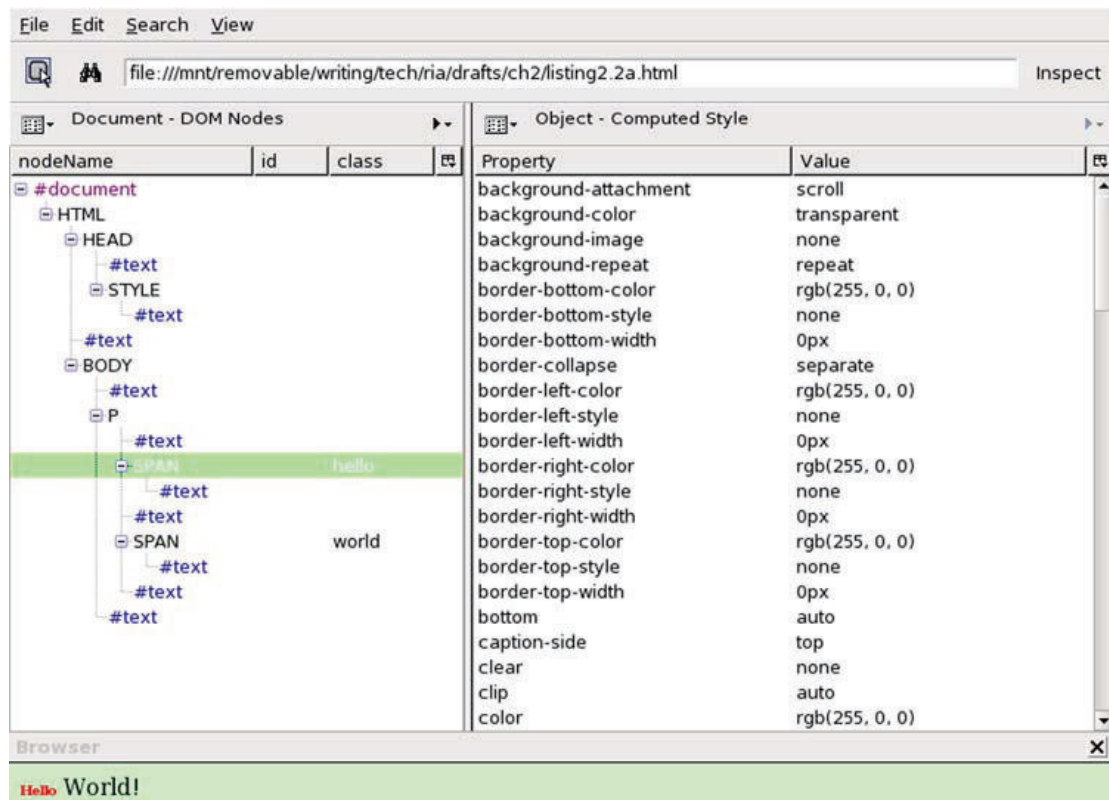 File Edit Search View
file:///mnt/removable/writing/tech/ria/drafts/ch2/listing2.2a.html Inspect
Document - DOM Nodes
nodeName id class
#document
HTML
HEAD
#text
STYLE
#text
#text
BODY
#text
P
#text
SPAN hello
#text
#text
SPAN world
#text
#text
#text
Object - Computed Style
Property Value
background-attachment scroll
background-color transparent
background-image none
background-repeat repeat
border-bottom-color rgb(255, 0, 0)
border-bottom-style none
border-bottom-width 0px
border-collapse separate
border-left-color rgb(255, 0, 0)
border-left-style none
border-left-width 0px
border-right-color rgb(255, 0, 0)
border-right-style none
border-right-width 0px
border-top-color rgb(255, 0, 0)
border-top-style none
border-top-width 0px
bottom auto
caption-side top
clear none
clip auto
color rgb(255, 0, 0)
Browser
Hello World!